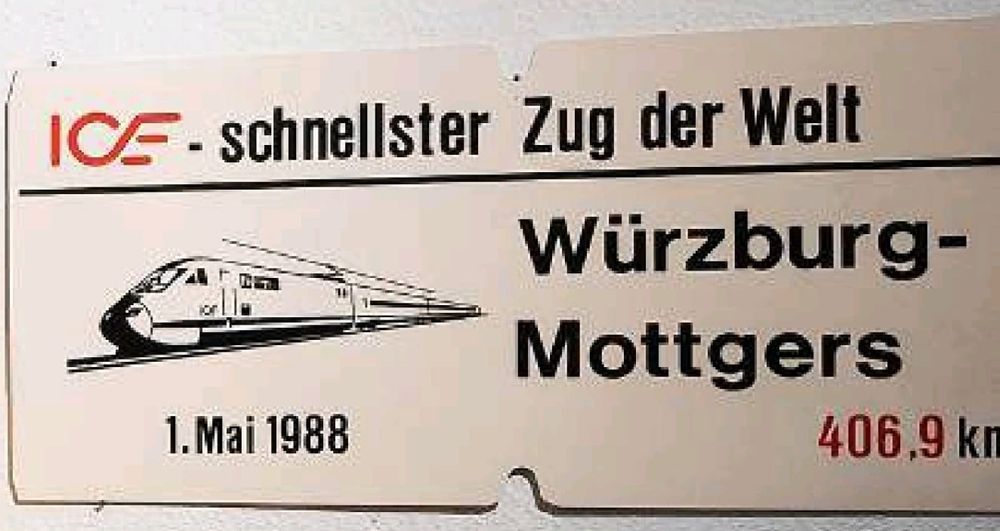 ICE - schnellster Zug der Welt
Würzburg-
Mottgers
1. Mai 1988
406,9 km